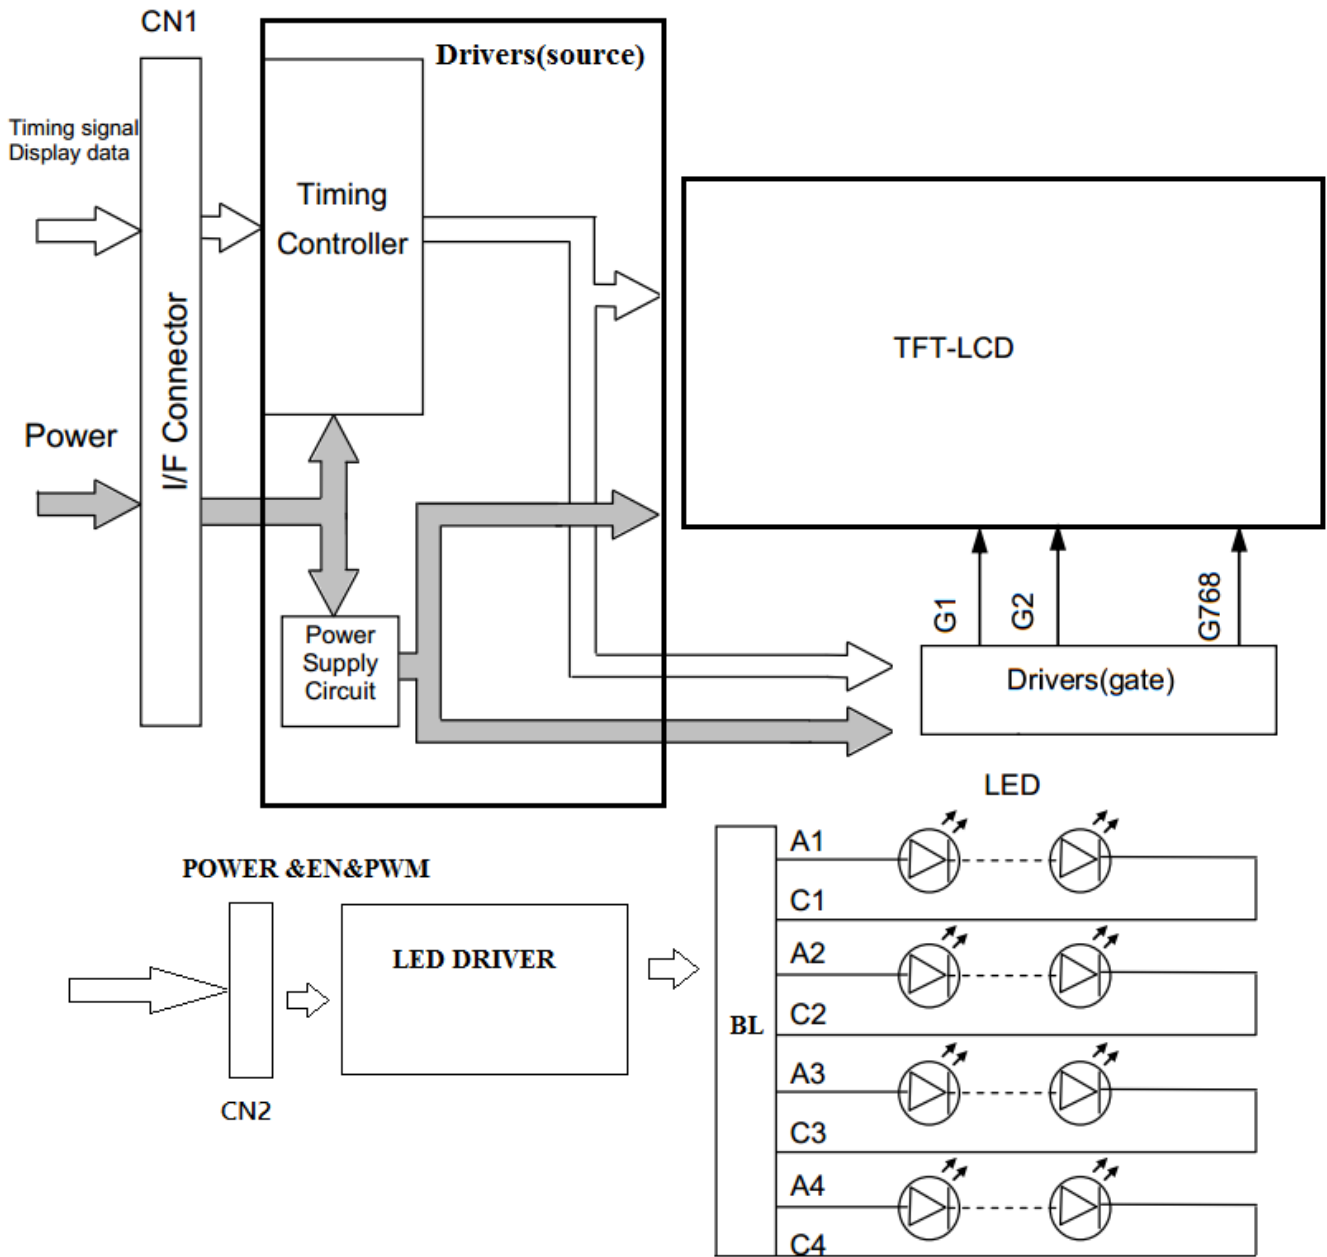 CN1
Drivers(source)
Timing signal
Display data
Timing
Controller
I/F Connector
TFT-LCD
Power
G1
G2
G768
Power
Supply
Circuit
Drivers(gate)
LED
POWER &EN&PWM
LED DRIVER
CN2
BL
A1
C1
A2
C2
A3
C3
A4
C4